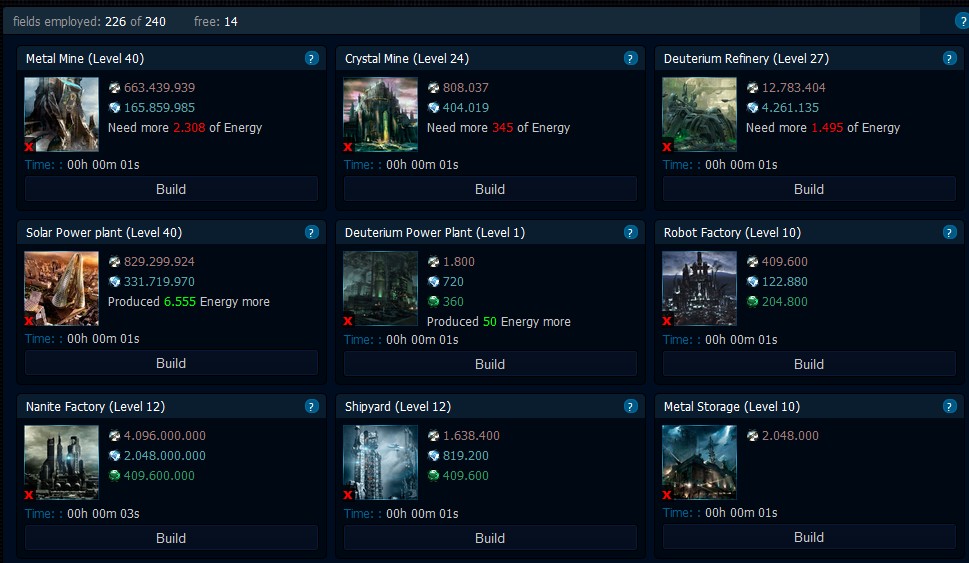 fields employed: 226 of 240 free: 14 ?
Metal Mine (Level 40) ?
663.439.939
165.859.985
Need more 2.308 of Energy
x
Time: : 00h 00m 01s
Build
Crystal Mine (Level 24) ?
808.037
404.019
Need more 345 of Energy
x
Time: : 00h 00m 01s
Build
Deuterium Refinery (Level 27) ?
12.783.404
4.261.135
Need more 1.495 of Energy
x
Time: : 00h 00m 01s
Build
Solar Power plant (Level 40) ?
829.299.924
331.719.970
Produced 6.555 Energy more
x
Time: : 00h 00m 01s
Build
Deuterium Power Plant (Level 1) ?
1.800
720
360
Produced 50 Energy more
x
Time: : 00h 00m 01s
Build
Robot Factory (Level 10) ?
409.600
122.880
204.800
x
Time: : 00h 00m 01s
Build
Nanite Factory (Level 12) ?
4.096.000.000
2.048.000.000
409.600.000
x
Time: : 00h 00m 03s
Build
Shipyard (Level 12) ?
1.638.400
819.200
409.600
x
Time: : 00h 00m 01s
Build
Metal Storage (Level 10) ?
2.048.000
x
Time: : 00h 00m 01s
Build